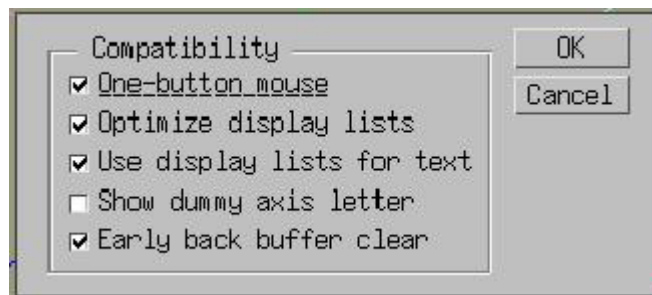 Compatibility
One-button mouse
Optimize display lists
Use display lists for text
Show dummy axis letter
Early back buffer clear
OK
Cancel